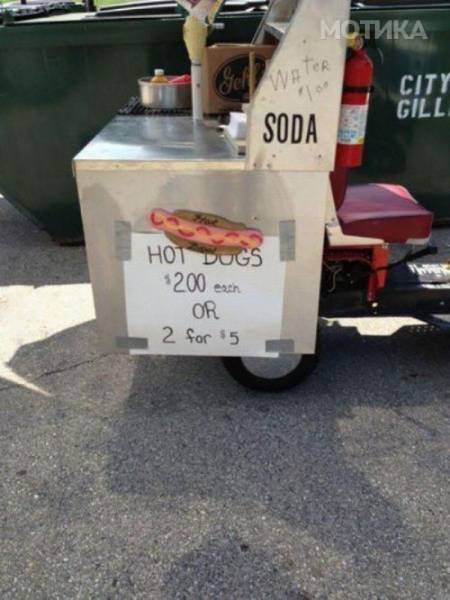 МОТИКА
Water
$1.00
CITY
GILL
SODA
HOT DOGS
$2.00 each
OR
2 for $5